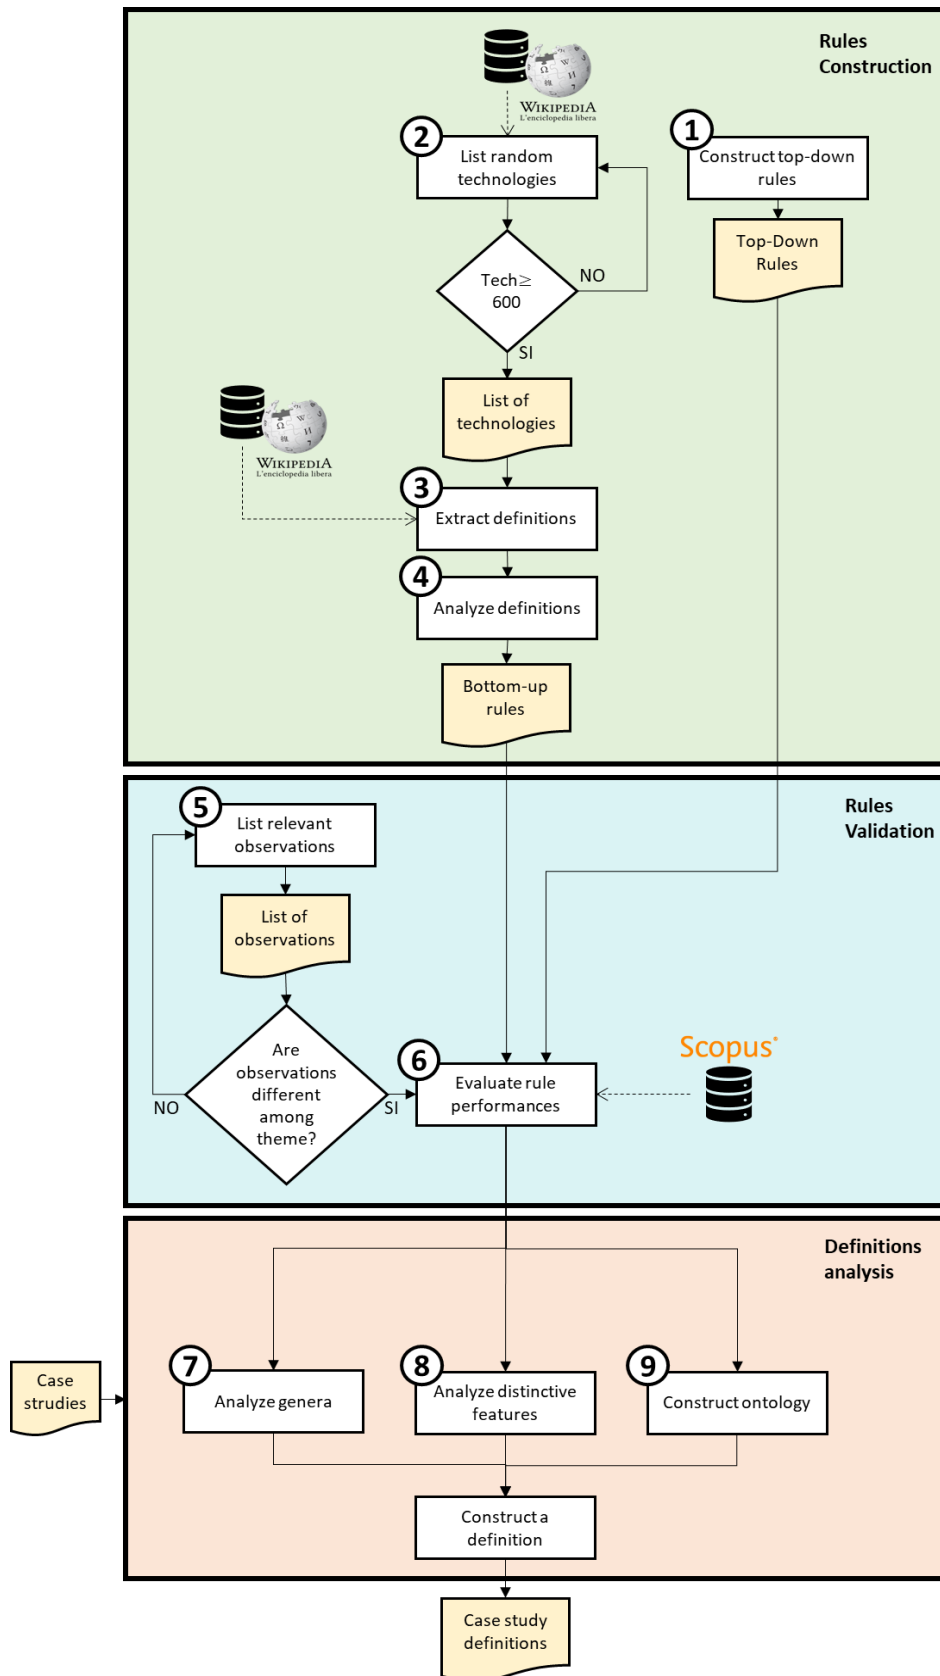 Rules
Construction
WIKIPEDIA
L'enciclopedia libera
2
List random
technologies
1
Construct top-down
rules
Top-Down
Rules
Tech≥
600
NO
SI
List of
technologies
WIKIPEDIA
L'enciclopedia libera
3
Extract definitions
4
Analyze definitions
Bottom-up
rules
Rules
Validation
5
List relevant
observations
List of
observations
Are
observations
different
among
theme?
NO
SI
6
Evaluate rule
performances
Scopus®
Definitions
analysis
Case
strudies
7
Analyze genera
8
Analyze distinctive
features
9
Construct ontology
Construct a
definition
Case study
definitions